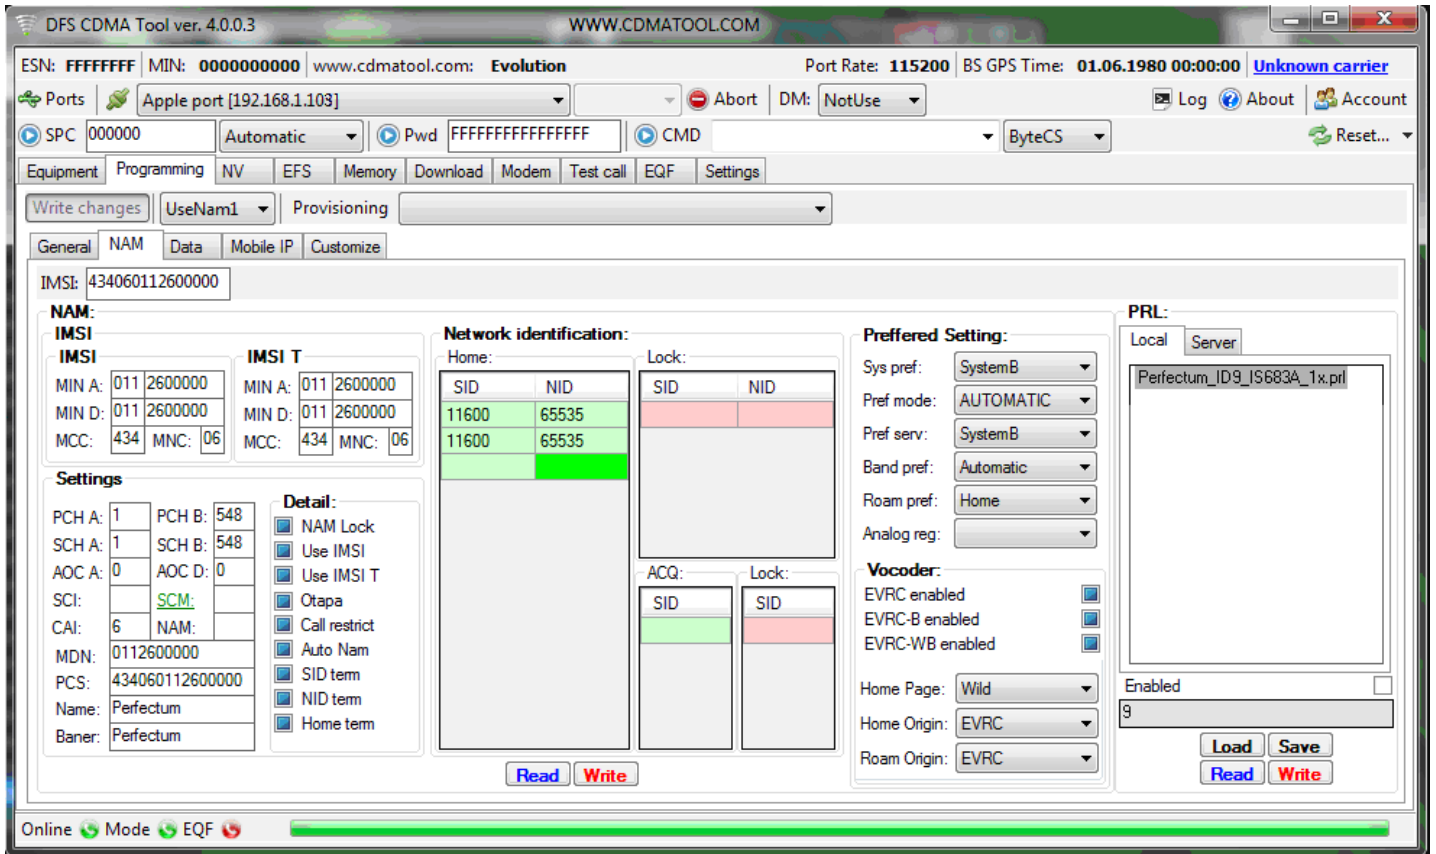 DFS CDMA Tool ver. 4.0.0.3 WWW.CDMATOOL.COM
ESN: FFFFFFFF MIN: 0000000000 www.cdmatool.com: Evolution Port Rate: 115200 BS GPS Time: 01.06.1980 00:00:00 Unknown carrier
Ports Apple port [192.168.1.103] Abort DM: NotUse Log About Account
SPC 000000 Automatic Pwd FFFFFFFFFFFFFFFF CMD ByteCS Reset...
Equipment Programming NV EFS Memory Download Modem Test call EQF Settings
Write changes UseNam1 Provisioning
General NAM Data Mobile IP Customize
IMSI: 434060112600000
NAM:
IMSI
IMSI
MIN A: 011 2600000
MIN D: 011 2600000
MCC: 434 MNC: 06
IMSI T
MIN A: 011 2600000
MIN D: 011 2600000
MCC: 434 MNC: 06
Settings
PCH A: 1 PCH B: 548
SCH A: 1 SCH B: 548
AOC A: 0 AOC D: 0
SCI: SCM:
CAI: 6 NAM:
MDN: 0112600000
PCS: 434060112600000
Name: Perfectum
Baner: Perfectum
Detail:
NAM Lock
Use IMSI
Use IMSI T
Otapa
Call restrict
Auto Nam
SID term
NID term
Home term
Network identification:
Home:
SID NID
11600 65535
11600 65535
Lock:
SID NID
ACQ:
SID
Lock:
SID
Read Write
Preffered Setting:
Sys pref: SystemB
Pref mode: AUTOMATIC
Pref serv: SystemB
Band pref: Automatic
Roam pref: Home
Analog reg:
Vocoder:
EVRC enabled
EVRC-B enabled
EVRC-WB enabled
Home Page: Wild
Home Origin: EVRC
Roam Origin: EVRC
PRL:
Local Server
Perfectum_ID9_IS683A_1x.prl
Enabled
9
Load Save
Read Write
Online Mode EQF